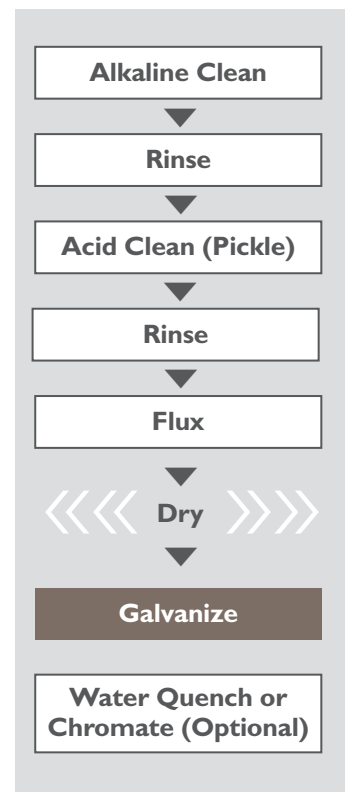 Alkaline Clean
Rinse
Acid Clean (Pickle)
Rinse
Flux
Dry
Galvanize
Water Quench or
Chromate (Optional)